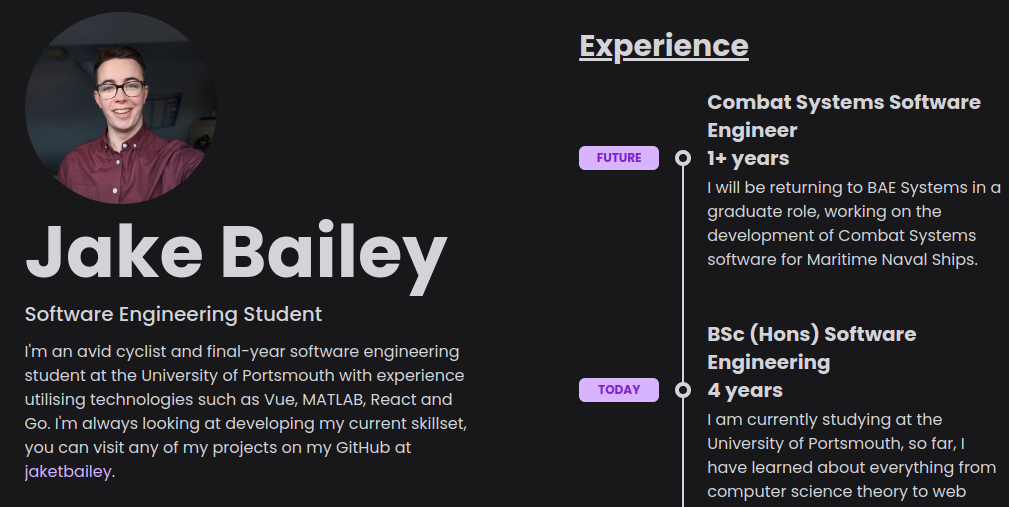 Jake Bailey
Software Engineering Student
I'm an avid cyclist and final-year software engineering
student at the University of Portsmouth with experience
utilising technologies such as Vue, MATLAB, React and
Go. I'm always looking at developing my current skillset,
you can visit any of my projects on my GitHub at
jaketbailey.
Experience
FUTURE
Combat Systems Software
Engineer
1+ years
I will be returning to BAE Systems in a
graduate role, working on the
development of Combat Systems
software for Maritime Naval Ships.
TODAY
BSc (Hons) Software
Engineering
4 years
I am currently studying at the
University of Portsmouth, so far, I
have learned about everything from
computer science theory to web